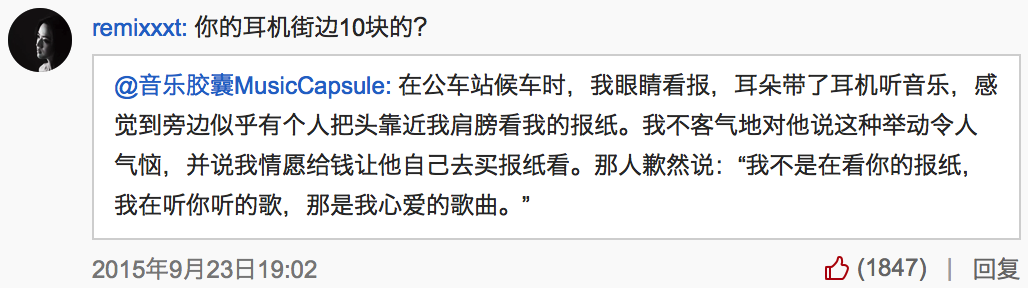 remixxxt: 你的耳机街边10块的？
@音乐胶囊MusicCapsule: 在公车站候车时，我眼睛看报，耳朵带了耳机听音乐，感
觉到旁边似乎有个人把头靠近我肩膀看我的报纸。我不客气地对他说这种举动令人
气恼，并说我情愿给钱让他自己去买报纸看。那人歉然说：“我不是在看你的报纸，
我在听你听的歌，那是我心爱的歌曲。”
2015年9月23日19:02 (1847) | 回复